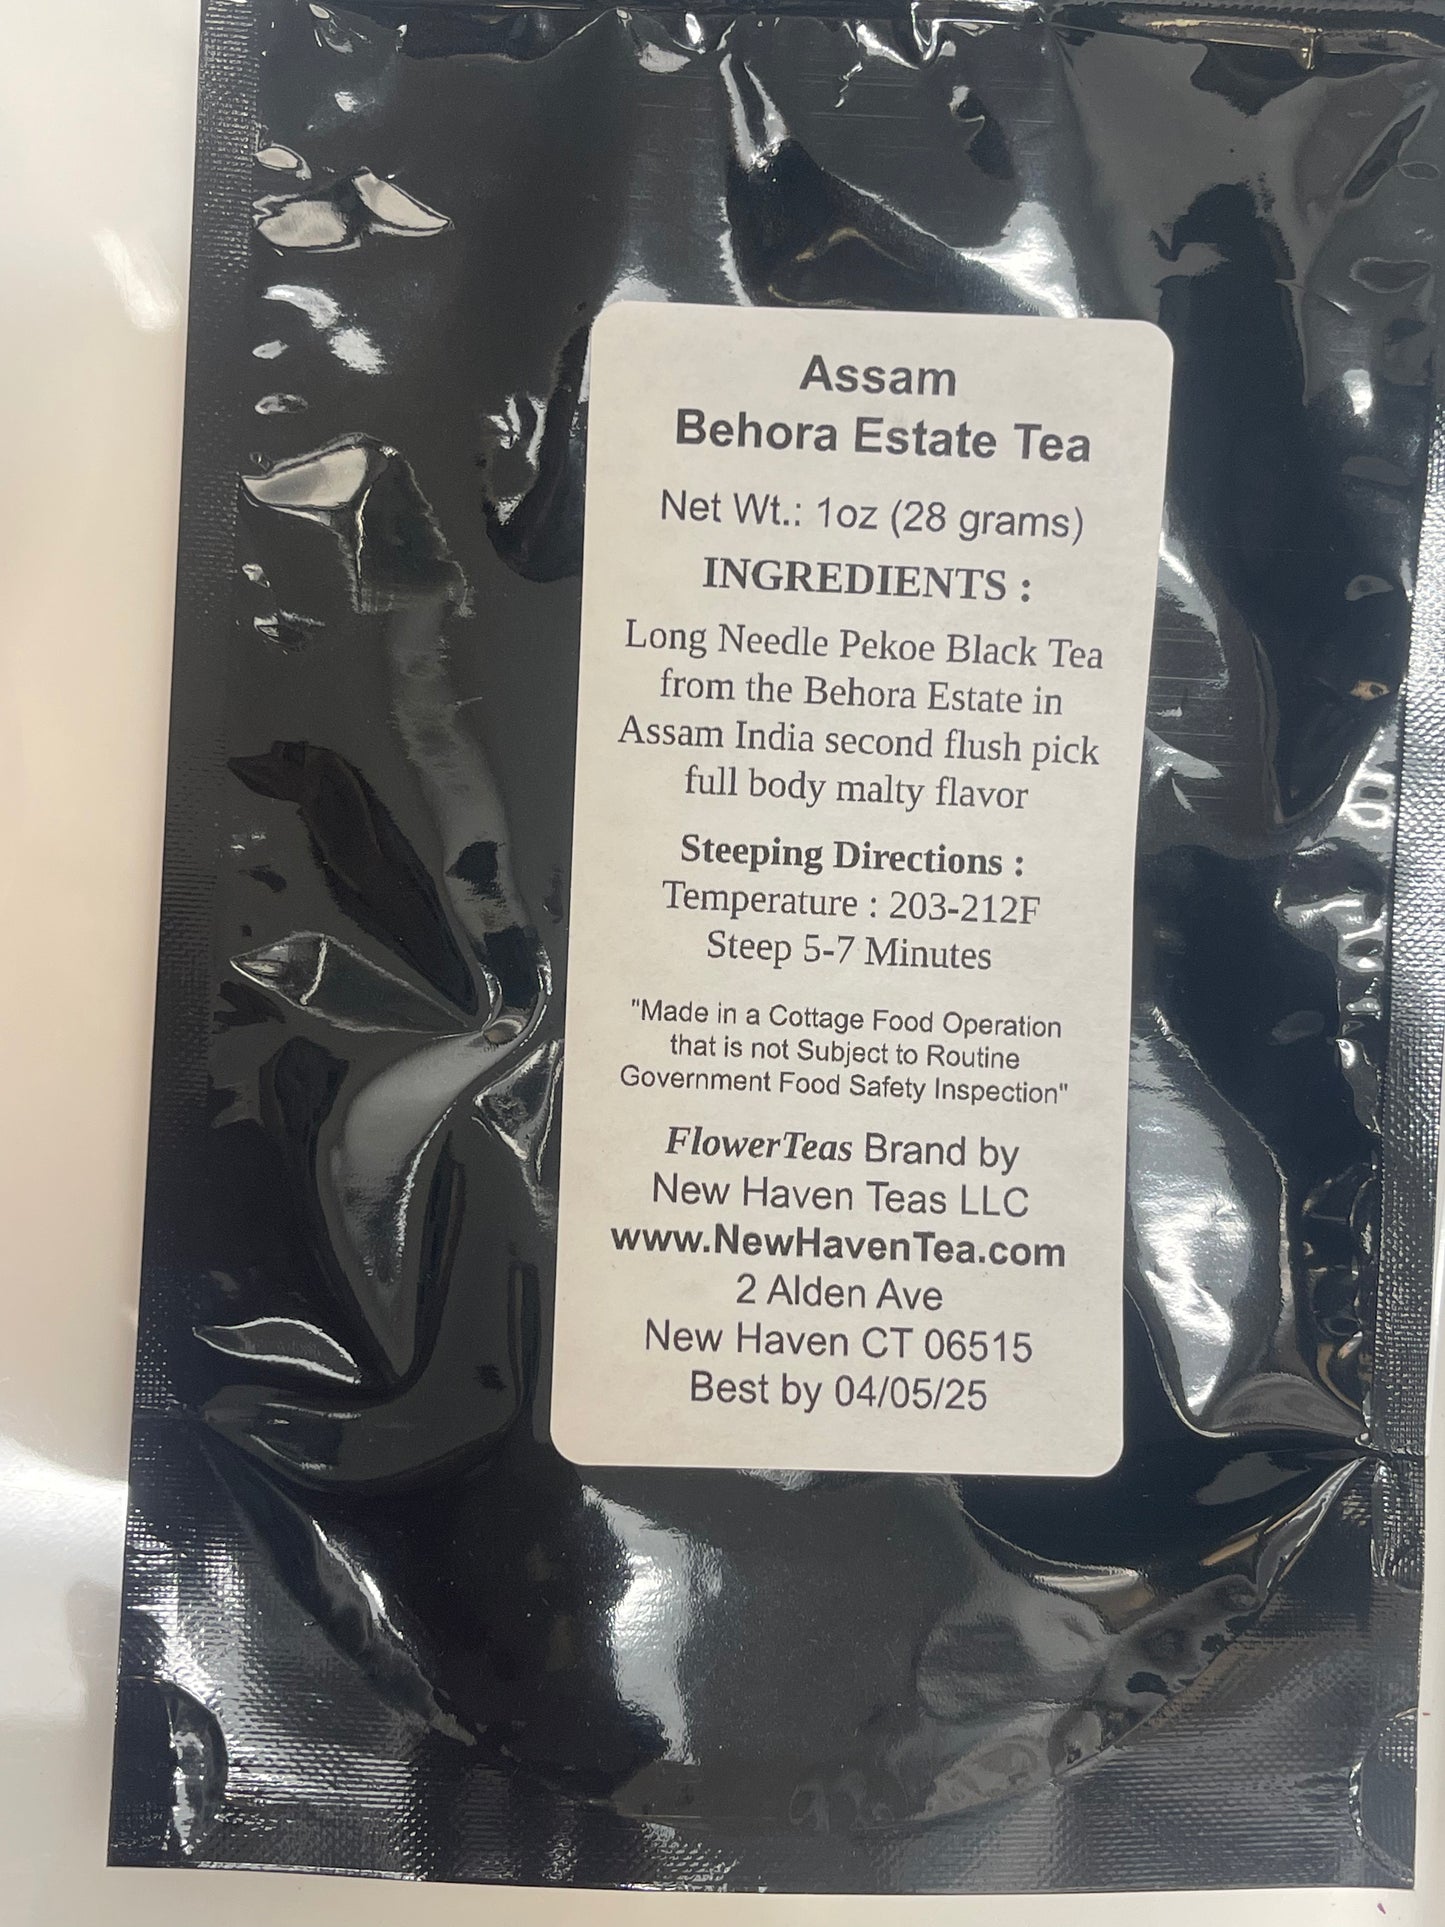 Assam
Behora Estate Tea
Net Wt.: 1oz (28 grams)
INGREDIENTS :
Long Needle Pekoe Black Tea
from the Behora Estate in
Assam India second flush pick
full body malty flavor
Steeping Directions :
Temperature : 203-212F
Steep 5-7 Minutes
"Made in a Cottage Food Operation
that is not Subject to Routine
Government Food Safety Inspection"
FlowerTeas Brand by
New Haven Teas LLC
www.NewHavenTea.com
2 Alden Ave
New Haven CT 06515
Best by 04/05/25